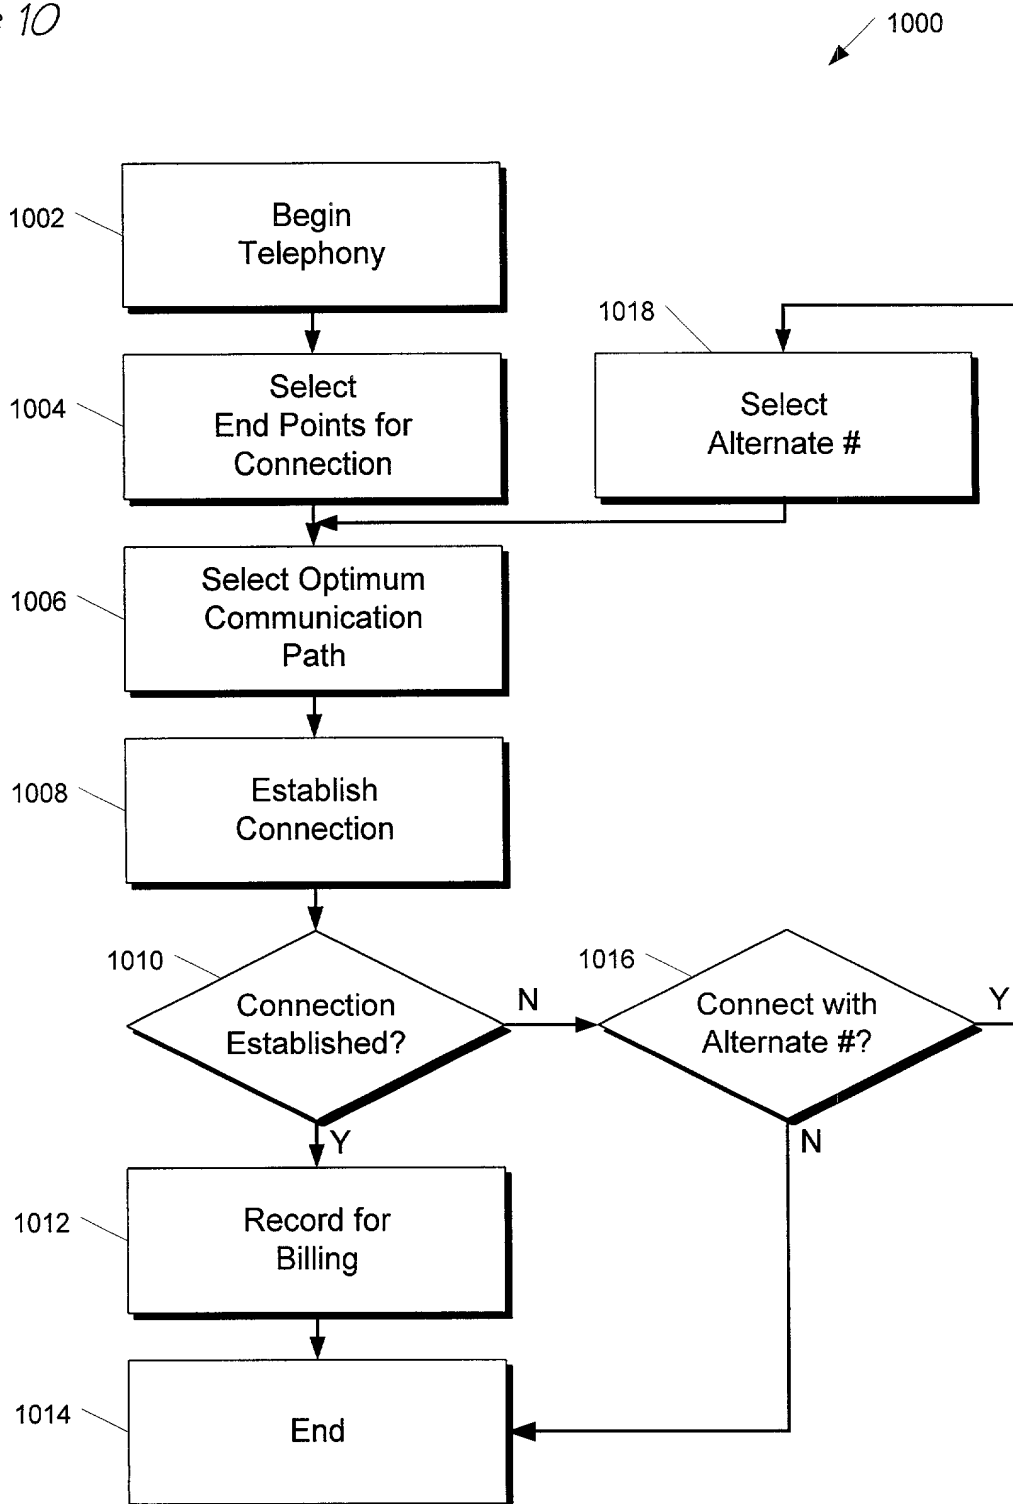 10
1000
1002
Begin
Telephony
1018
1004
Select
End Points for
Connection
Select
Alternate #
1006
Select Optimum
Communication
Path
1008
Establish
Connection
1010
Connection
Established?
N
1016
Connect with
Alternate #?
Y
Y
N
1012
Record for
Billing
1014
End